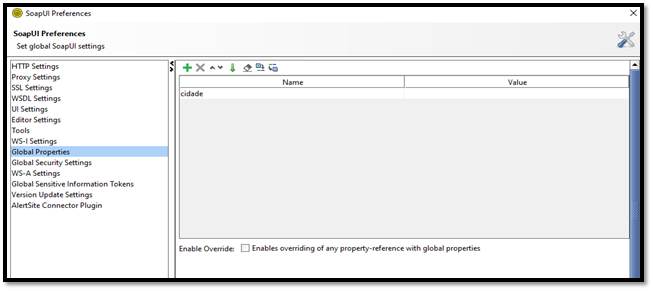 SoapUI Preferences
SoapUI Preferences
Set global SoapUI settings
HTTP Settings
Proxy Settings
SSL Settings
WSDL Settings
UI Settings
Editor Settings
Tools
WS-I Settings
Global Properties
Global Security Settings
WS-A Settings
Global Sensitive Information Tokens
Version Update Settings
AlertSite Connector Plugin
Name Value
cidade
Enable Override: Enables overriding of any property-reference with global properties